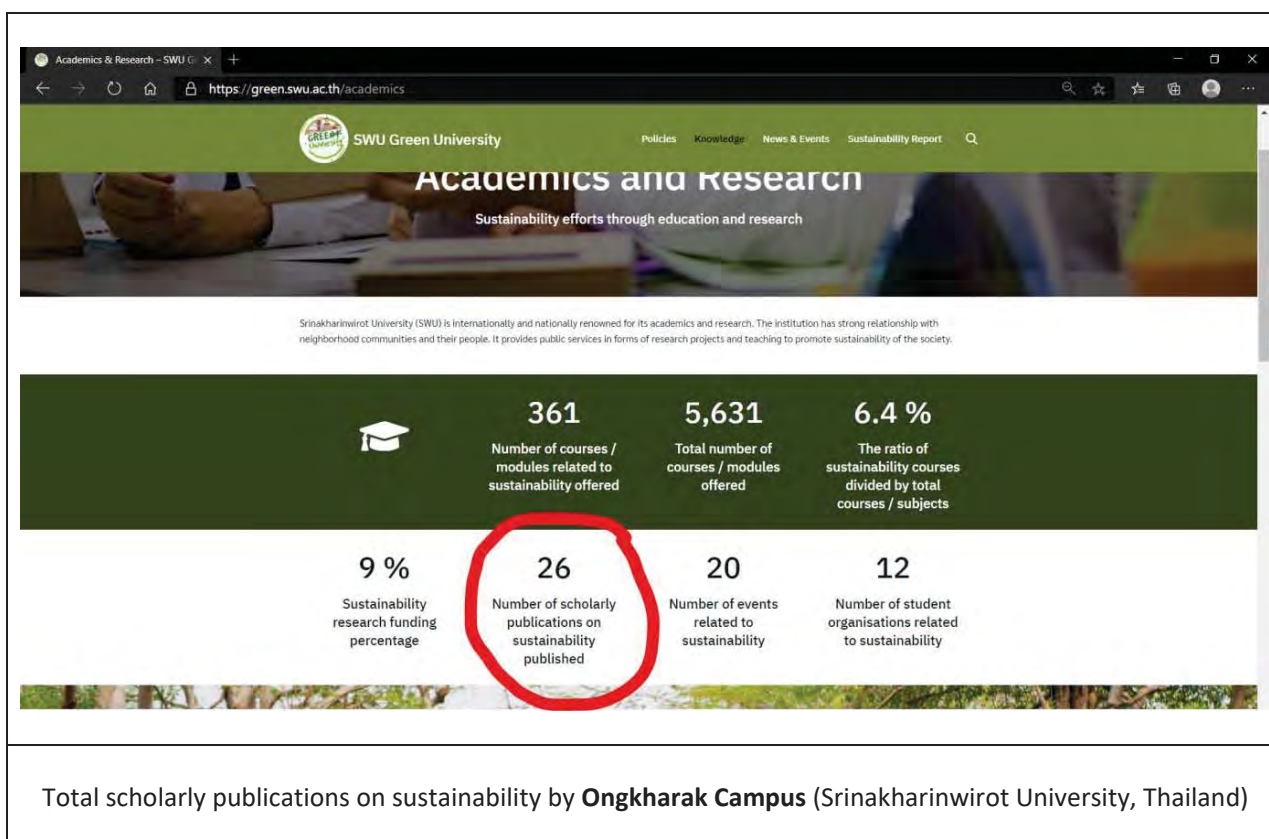 Academics & Research – SWU G
https://green.swu.ac.th/academics
GREEN University
SWU Green University
Policies Knowledge News & Events Sustainability Report
Academics and Research
Sustainability efforts through education and research
Srinakharinwirot University (SWU) is internationally and nationally renowned for its academics and research. The institution has strong relationship with
neighborhood communities and their people. It provides public services in forms of research projects and teaching to promote sustainability of the society.
361
Number of courses /
modules related to
sustainability offered
5,631
Total number of
courses / modules
offered
6.4 %
The ratio of
sustainability courses
divided by total
courses / subjects
9 %
Sustainability
research funding
percentage
26
Number of scholarly
publications on
sustainability
published
20
Number of events
related to
sustainability
12
Number of student
organisations related
to sustainability
Total scholarly publications on sustainability by Ongkharak Campus (Srinakharinwirot University, Thailand)